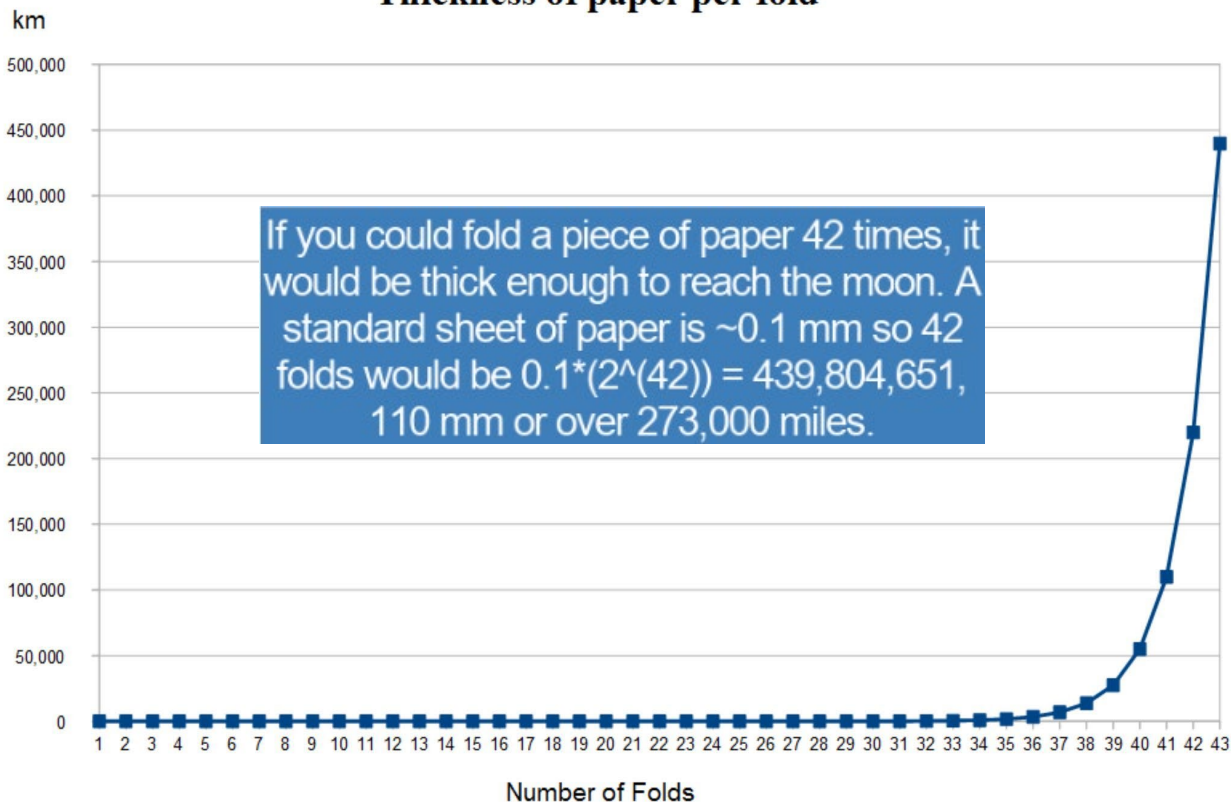 Thickness of paper per fold
km
500,000
450,000
400,000
350,000
300,000
250,000
200,000
150,000
100,000
50,000
0
If you could fold a piece of paper 42 times, it
would be thick enough to reach the moon. A
standard sheet of paper is ~0.1 mm so 42
folds would be 0.1*(2^(42)) = 439,804,651,
110 mm or over 273,000 miles.
1 2 3 4 5 6 7 8 9 10 11 12 13 14 15 16 17 18 19 20 21 22 23 24 25 26 27 28 29 30 31 32 33 34 35 36 37 38 39 40 41 42 43
Number of Folds